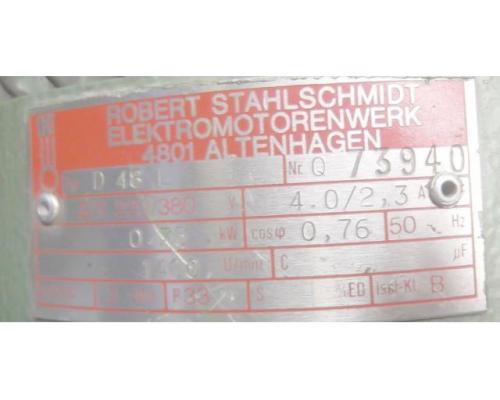 ROBERT STAHLSCHMIDT
ELEKTROMOTORENWERK
4801 ALTENHAGEN
D 48 L Nr. Q 73940
380 V 4.0/2,3 A
kW cosφ 0,76 50 Hz
U/min C µF
P33 S ED Isol-Kl. B